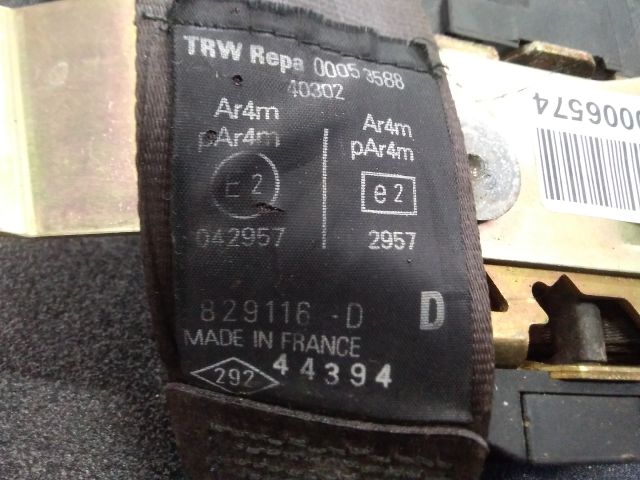 TRW Repa 00053588
40302
Ar4m
pAr4m
E2
042957
Ar4m
pAr4m
e2
2957
829116-D D
MADE IN FRANCE
292 44394
0006574